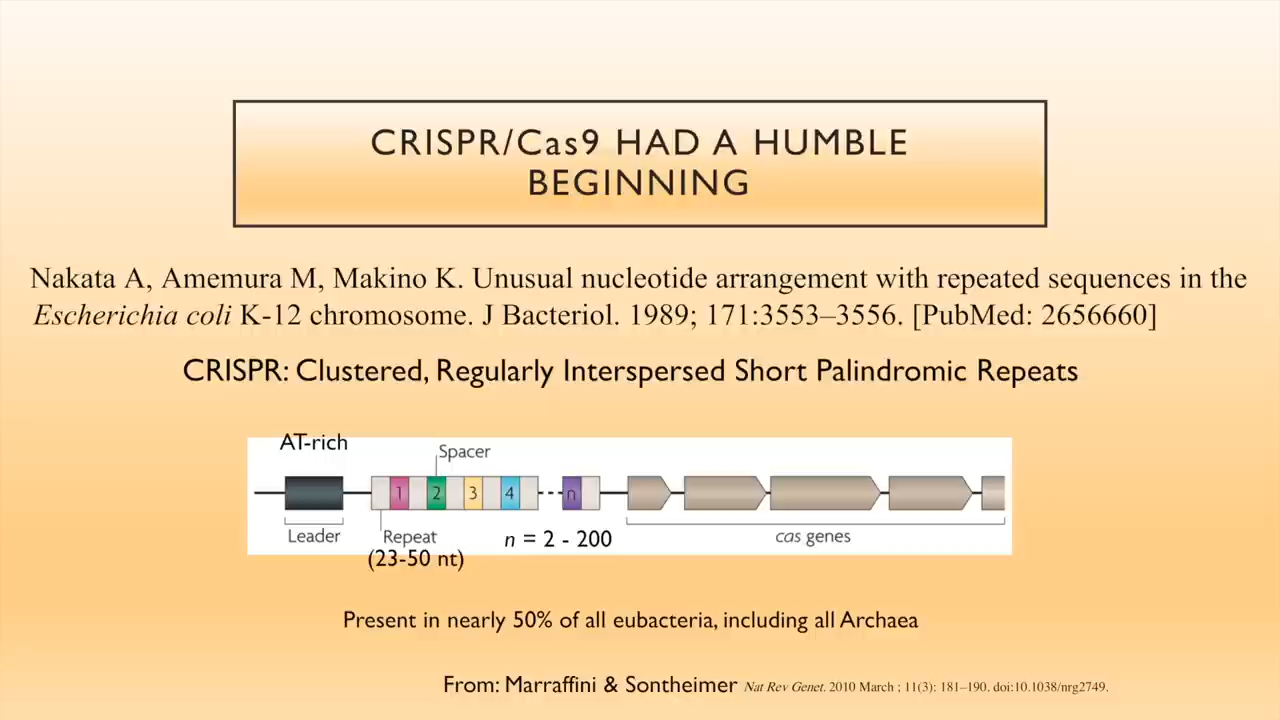 CRISPR/Cas9 HAD A HUMBLE
BEGINNING
Nakata A, Amemura M, Makino K. Unusual nucleotide arrangement with repeated sequences in the
Escherichia coli K-12 chromosome. J Bacteriol. 1989; 171:3553–3556. [PubMed: 2656660]
CRISPR: Clustered, Regularly Interspersed Short Palindromic Repeats
AT-rich
Spacer
1 2 3 4 n
Leader
Repeat
(23-50 nt)
n = 2 - 200
cas genes
Present in nearly 50% of all eubacteria, including all Archaea
From: Marraffini & Sontheimer Nat Rev Genet. 2010 March ; 11(3): 181–190. doi:10.1038/nrg2749.